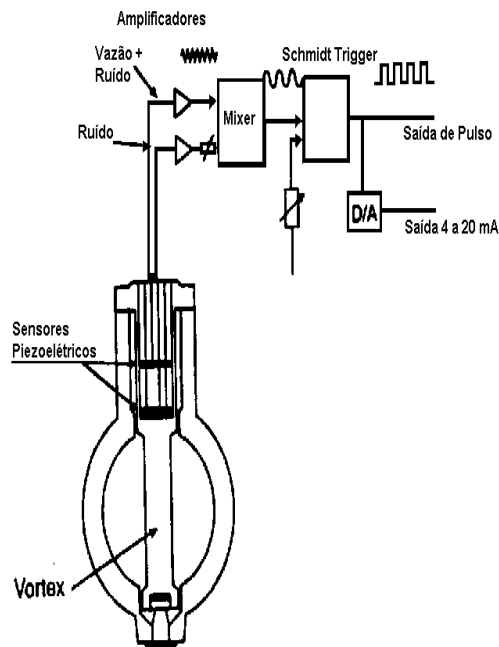 Amplificadores
Vazão +
Ruído
Schmidt Trigger
Mixer
Ruído
Saída de Pulso
D/A
Saída 4 a 20 mA
Sensores
Piezoelétricos
Vortex